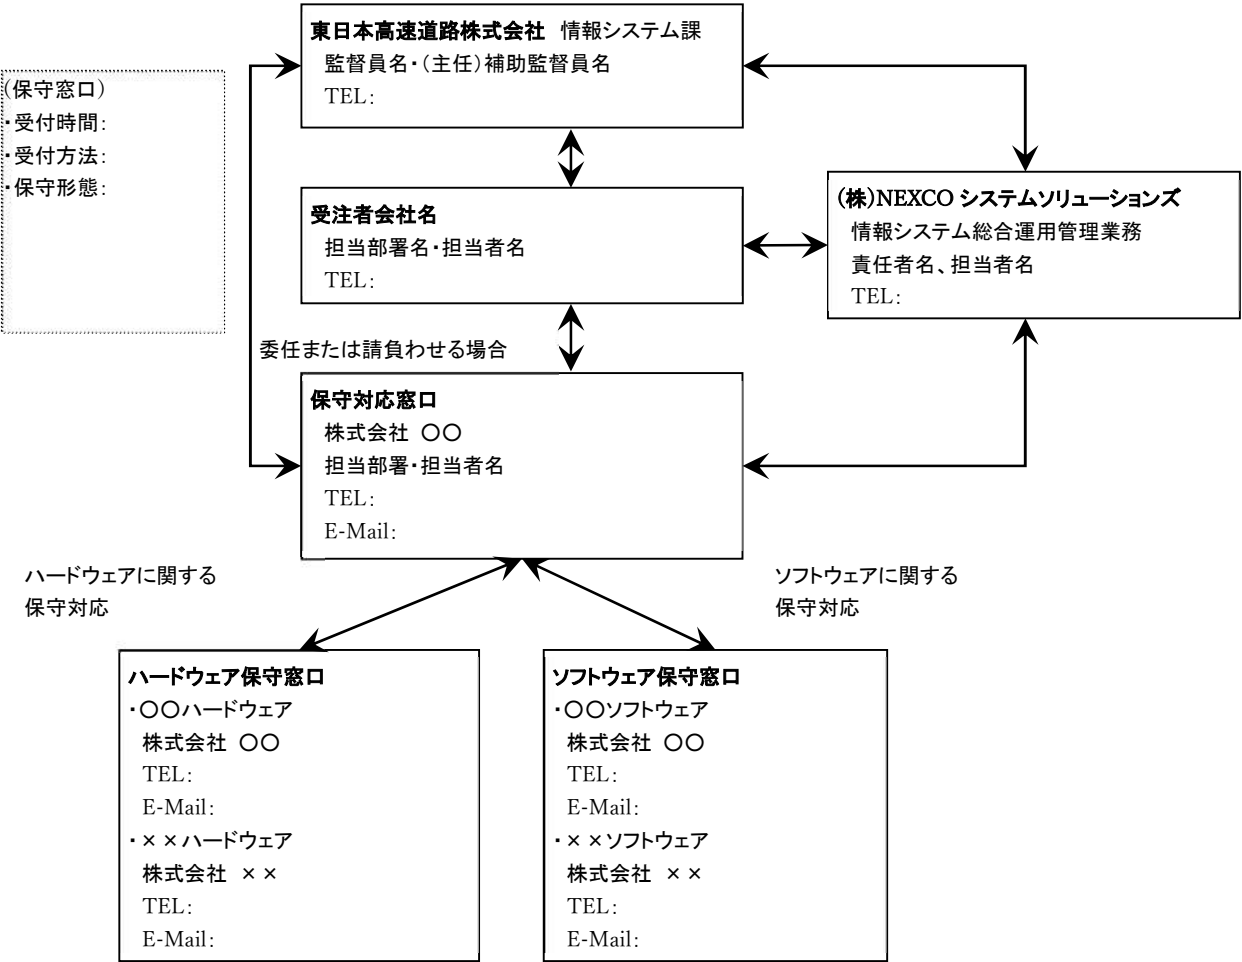 東日本高速道路株式会社 情報システム課
監督員名・(主任)補助監督員名
TEL:
(保守窓口)
・受付時間:
・受付方法:
・保守形態:
受注者会社名
担当部署名・担当者名
TEL:
(株)NEXCO システムソリューションズ
情報システム総合運用管理業務
責任者名、担当者名
TEL:
委任または請負わせる場合
保守対応窓口
株式会社 〇〇
担当部署・担当者名
TEL:
E-Mail:
ハードウェアに関する
保守対応
ソフトウェアに関する
保守対応
ハードウェア保守窓口
・〇〇ハードウェア
株式会社 〇〇
TEL:
E-Mail:
・××ハードウェア
株式会社 ××
TEL:
E-Mail:
ソフトウェア保守窓口
・〇〇ソフトウェア
株式会社 〇〇
TEL:
E-Mail:
・××ソフトウェア
株式会社 ××
TEL:
E-Mail: